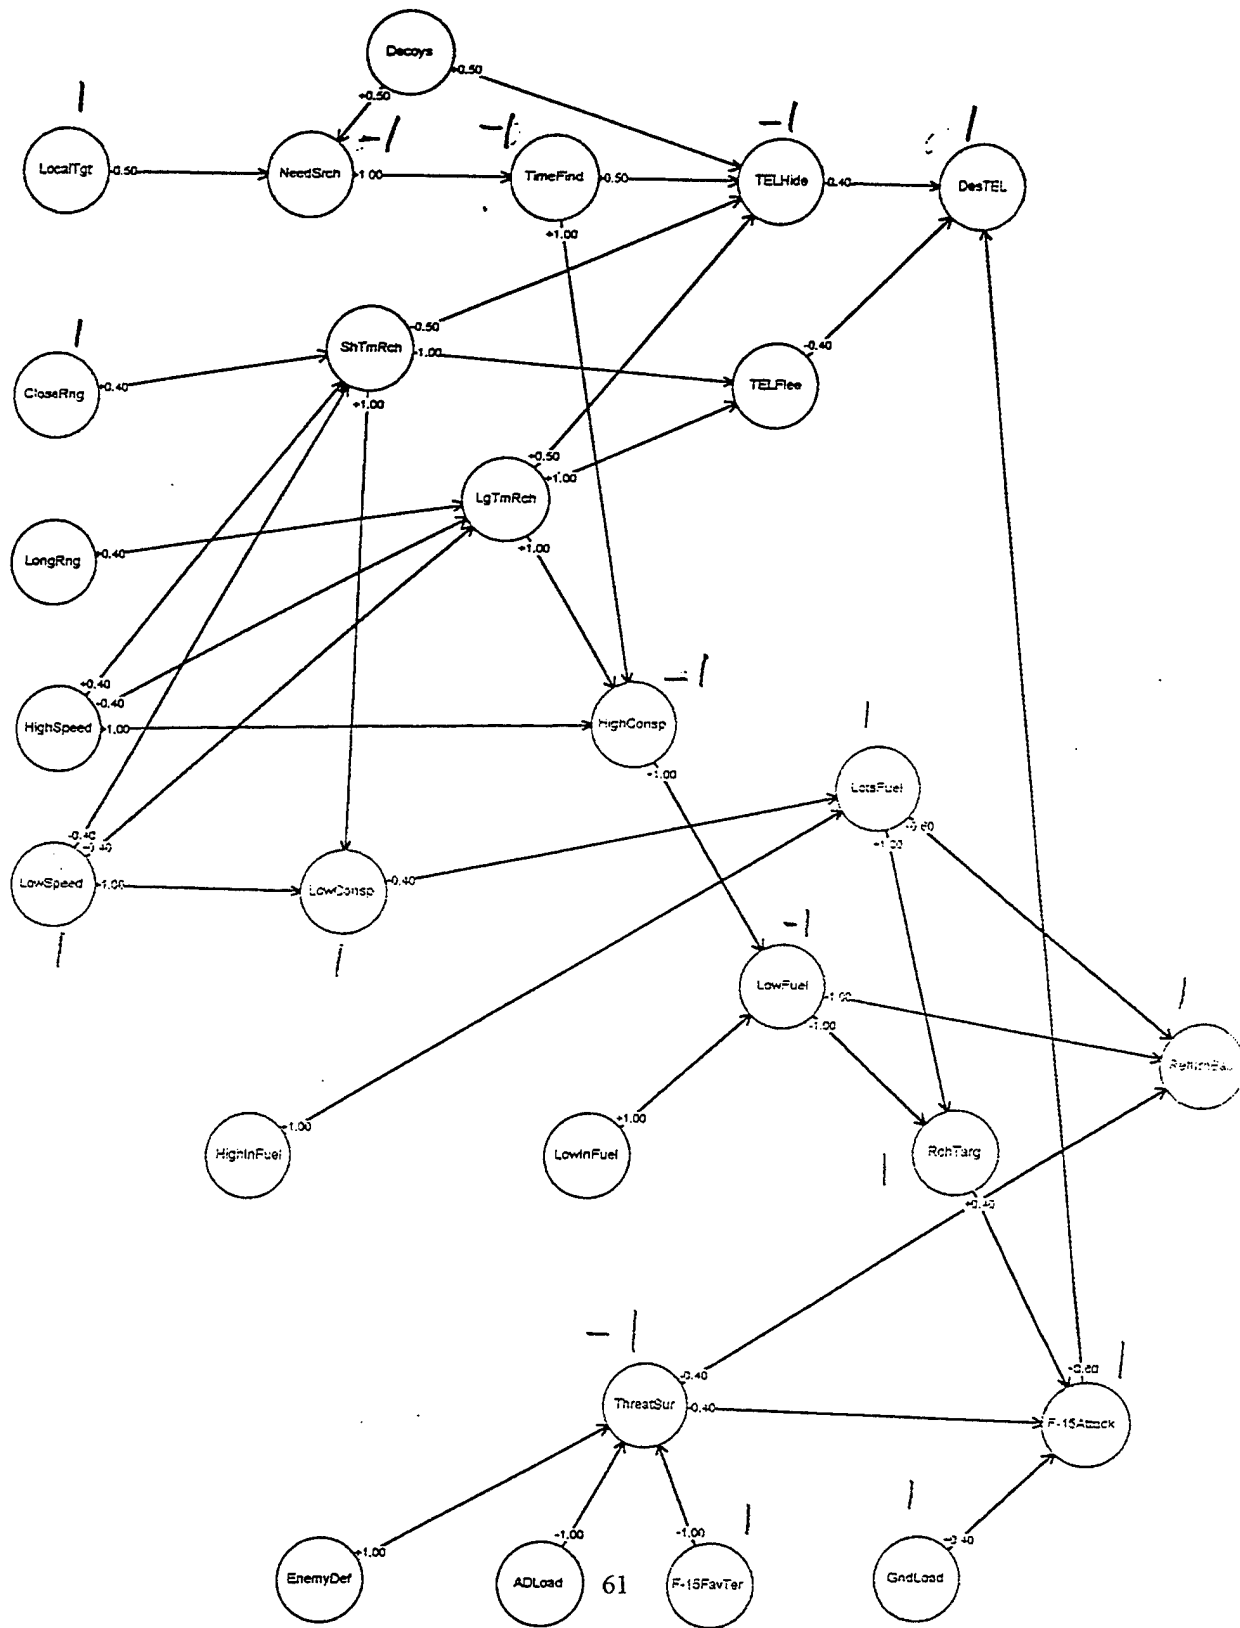 Decoys
+0.50
+0.50
1
-1
-1
-1
1
LocalTgt
-0.50
NeedSrch
+1.00
TimeFind
+0.50
TELHide
-0.40
DesTEL
+1.00
1
ShTmRch
-0.50
-1.00
+1.00
CloseRng
+0.40
TELFlee
-0.40
LgTmRch
+0.50
+1.00
+1.00
LongRng
+0.40
-1
HighSpeed
+0.40
-0.40
+1.00
HighConsp
+1.00
1
LotsFuel
+1.00
LowSpeed
-0.40
+0.40
+1.00
LowConsp
+0.40
1
1
-1
LowFuel
-1.00
-1.00
1
HighInFuel
+1.00
LowInFuel
+1.00
RchTarg
1
+0.40
-1
ThreatSur
-0.40
-0.40
1
F-15Attack
EnemyDef
+1.00
ADLoad
-1.00
F-15FavTer
-1.00
1
GndLoad
1
61